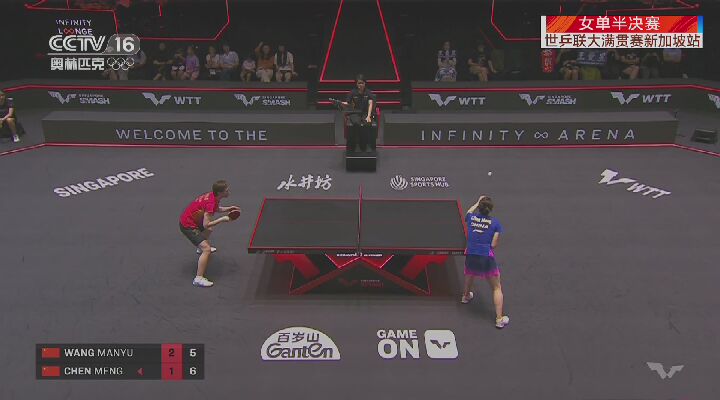 INFINITY
LOUNGE
CCTV 16
奥林匹克
女单半决赛
世乒联大满贯赛新加坡站
SINGAPORE
SMASH
WTT
SINGAPORE
SMASH
WTT
SINGAPORE
SMASH
WTT
WELCOME TO THE
INFINITY ∞ ARENA
SINGAPORE
水井坊
SINGAPORE
SPORTS HUB
WTT
CHINA
百岁山
Ganten
GAME
ON
WANG MANYU 2 5
CHEN MENG 1 6